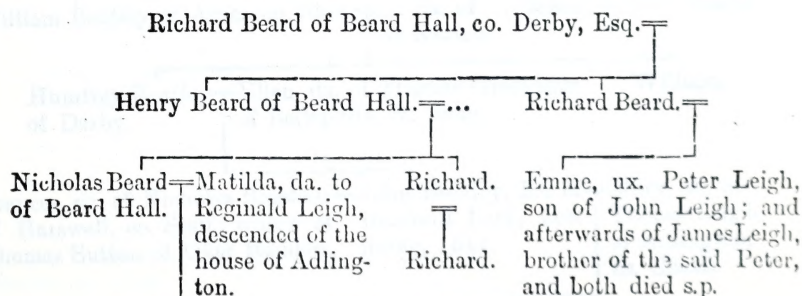 Richard Beard of Beard Hall, co. Derby, Esq.
Henry Beard of Beard Hall. ...
Richard Beard.
Nicholas Beard
of Beard Hall.
Matilda, da. to
Reginald Leigh,
descended of the
house of Adling-
ton.
Richard.
Richard.
Emme, ux. Peter Leigh,
son of John Leigh; and
afterwards of James Leigh,
brother of the said Peter,
and both died s.p.